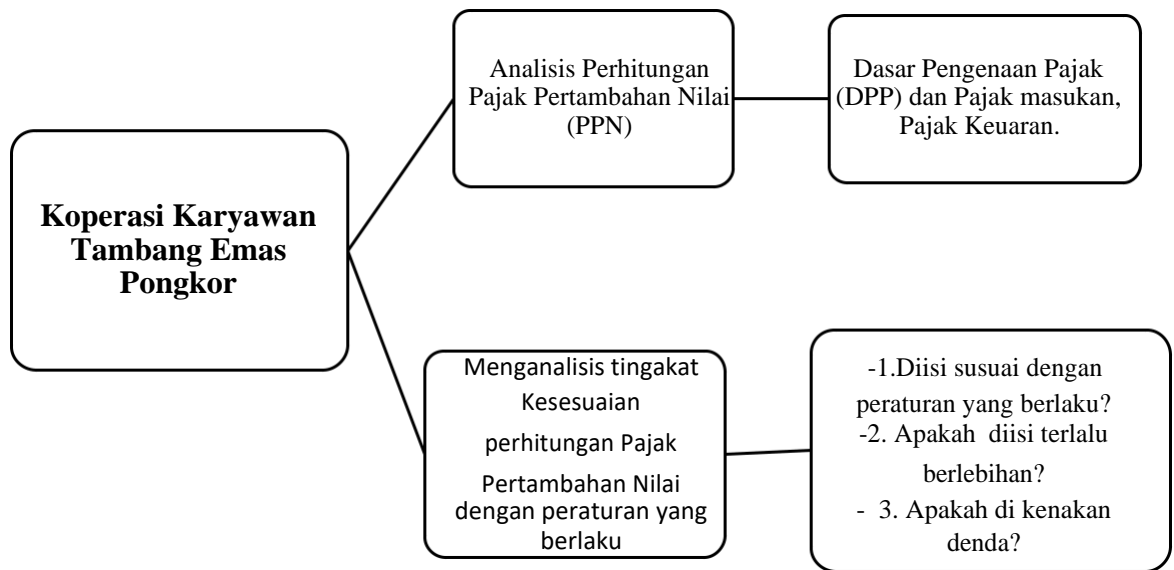 Koperasi Karyawan
Tambang Emas
Pongkor
Analisis Perhitungan
Pajak Pertambahan Nilai
(PPN)
Dasar Pengenaan Pajak
(DPP) dan Pajak masukan,
Pajak Keuaran.
Menganalisis tingakat
Kesesuaian
perhitungan Pajak
Pertambahan Nilai
dengan peraturan yang
berlaku
-1.Diisi susuai dengan
peraturan yang berlaku?
-2. Apakah diisi terlalu
berlebihan?
- 3. Apakah di kenakan
denda?